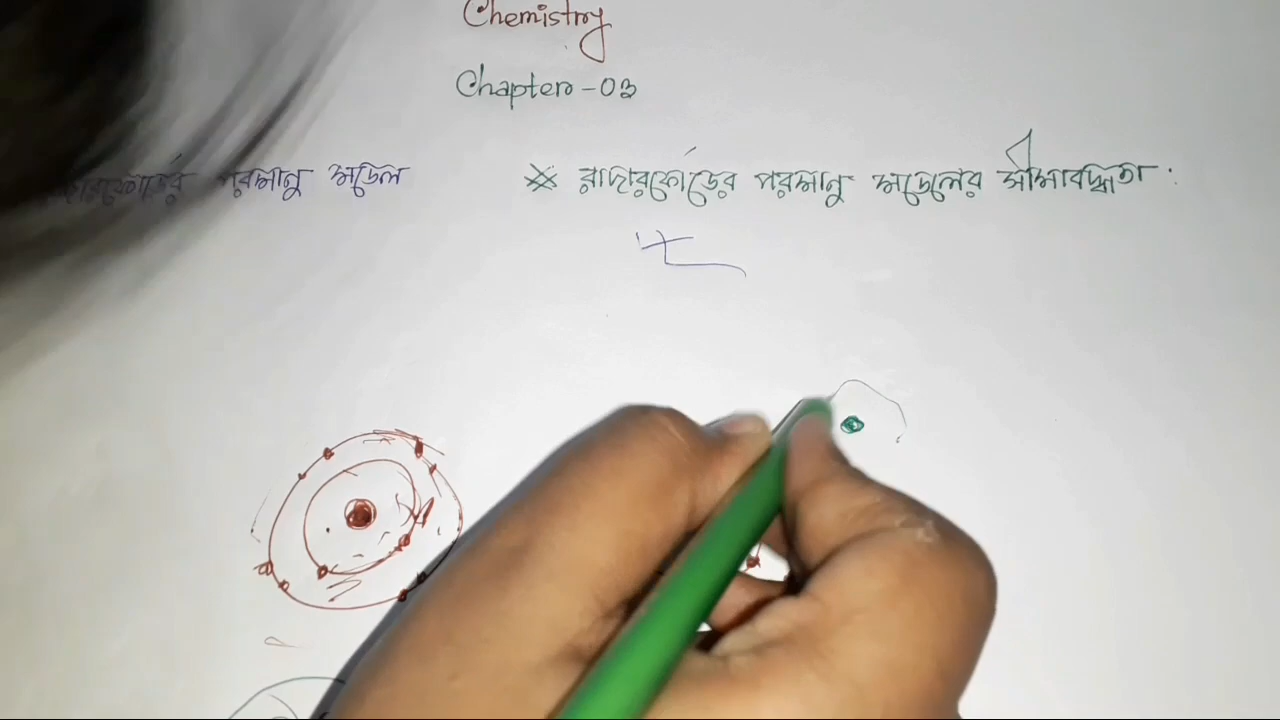 Chemistry
Chapter-03
পরমানু মডেল
* রাদারফোর্ডের পরমানু মডেলের সীমাবদ্ধতা :